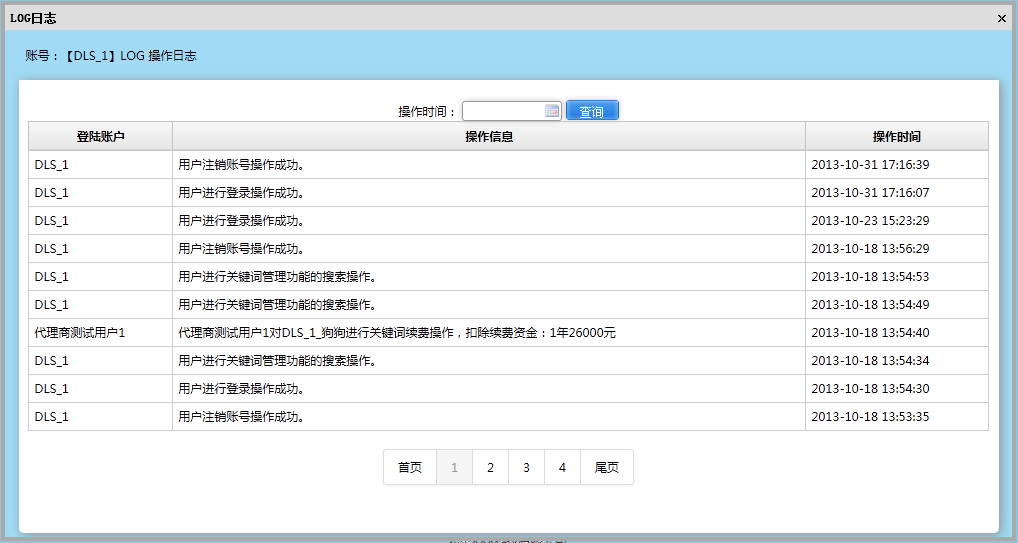 LOG日志
账号：【DLS_1】LOG 操作日志
操作时间： 查询
登陆账户 操作信息 操作时间
DLS_1 用户注销账号操作成功。 2013-10-31 17:16:39
DLS_1 用户进行登录操作成功。 2013-10-31 17:16:07
DLS_1 用户进行登录操作成功。 2013-10-23 15:23:29
DLS_1 用户注销账号操作成功。 2013-10-18 13:56:29
DLS_1 用户进行关键词管理功能的搜索操作。 2013-10-18 13:54:53
DLS_1 用户进行关键词管理功能的搜索操作。 2013-10-18 13:54:49
代理商测试用户1 代理商测试用户1对DLS_1_狗狗进行关键词续费操作，扣除续费资金：1年26000元 2013-10-18 13:54:40
DLS_1 用户进行关键词管理功能的搜索操作。 2013-10-18 13:54:34
DLS_1 用户进行登录操作成功。 2013-10-18 13:54:30
DLS_1 用户注销账号操作成功。 2013-10-18 13:53:35
首页 1 2 3 4 尾页